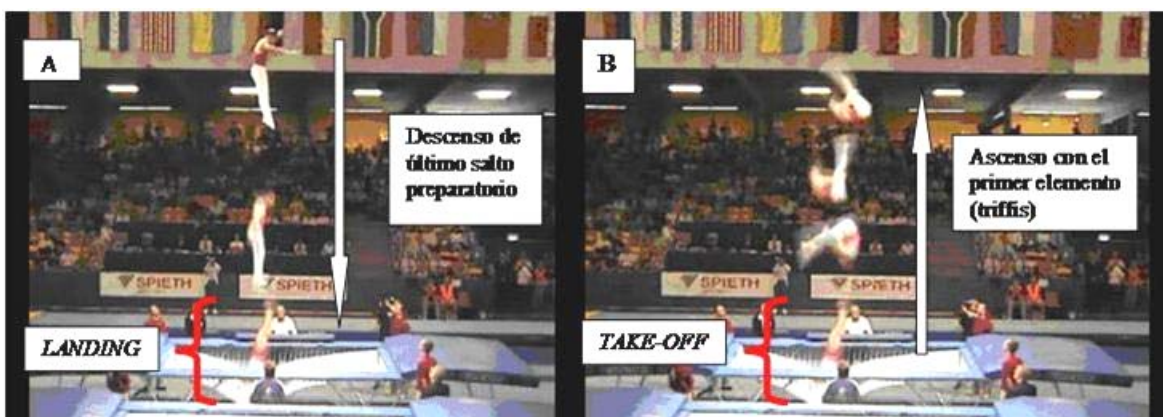 A
Descenso de
último salto
preparatorio
SPIETH
SPIETH
LANDING
B
Ascenso con el
primer elemento
(triffis)
SPIETH
SPIETH
TAKE-OFF